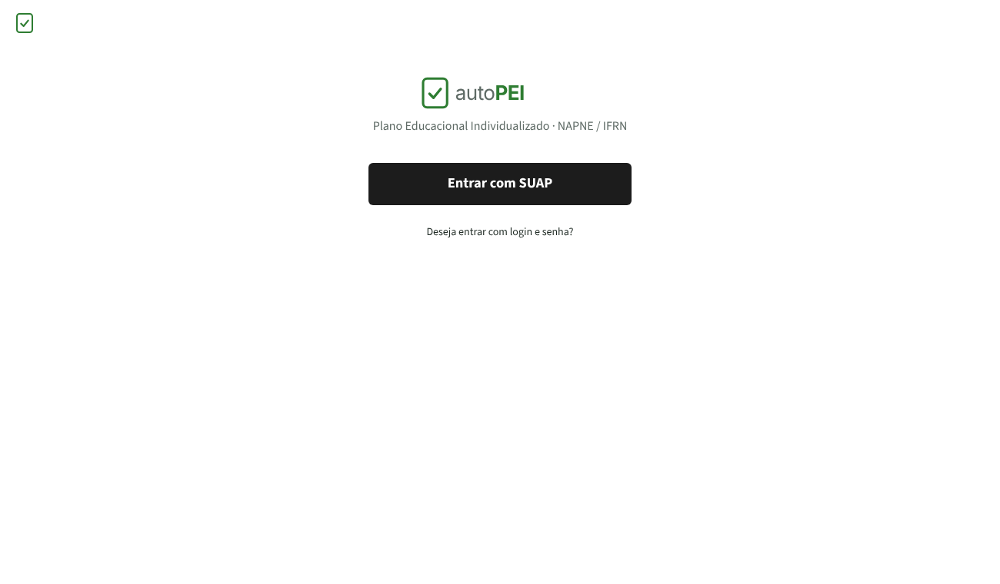 autoPEI
Plano Educacional Individualizado · NAPNE / IFRN
Entrar com SUAP
Deseja entrar com login e senha?